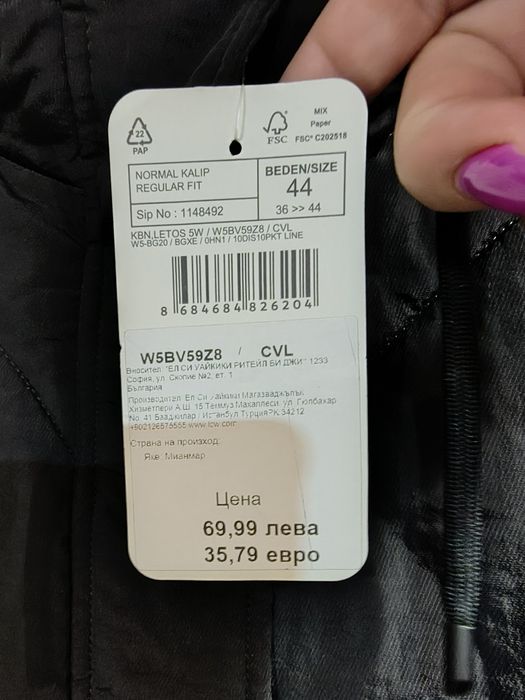 22
PAP
FSC
MIX
Paper
FSC® C202518
NORMAL KALIP
REGULAR FIT
Sip No : 1148492
BEDEN/SIZE
44
36 >> 44
KBN,LETOS 5W / W5BV59Z8 / CVL
W5-BG20 / BGXE / 0HN1 / 10DIS10PKT LINE
8 684684 826204
W5BV59Z8 / CVL
Вносител: "ЕЛ СИ УАЙКИКИ РИТЕЙЛ БИ ДЖИ" 1233
София, ул. Скопие №2, ет. 1
България
Производител: Ел Си Уайкики Магазааджълък
Хизметлери А.Ш. 15 Теммуз Махаллеси, ул. Гюлбахар
No: 41 Бааджилар / Истанбул Турция РК 34212
+902126575555 www.lcw.com
Страна на произход:
Яке: Мианмар
Цена
69,99 лева
35,79 евро